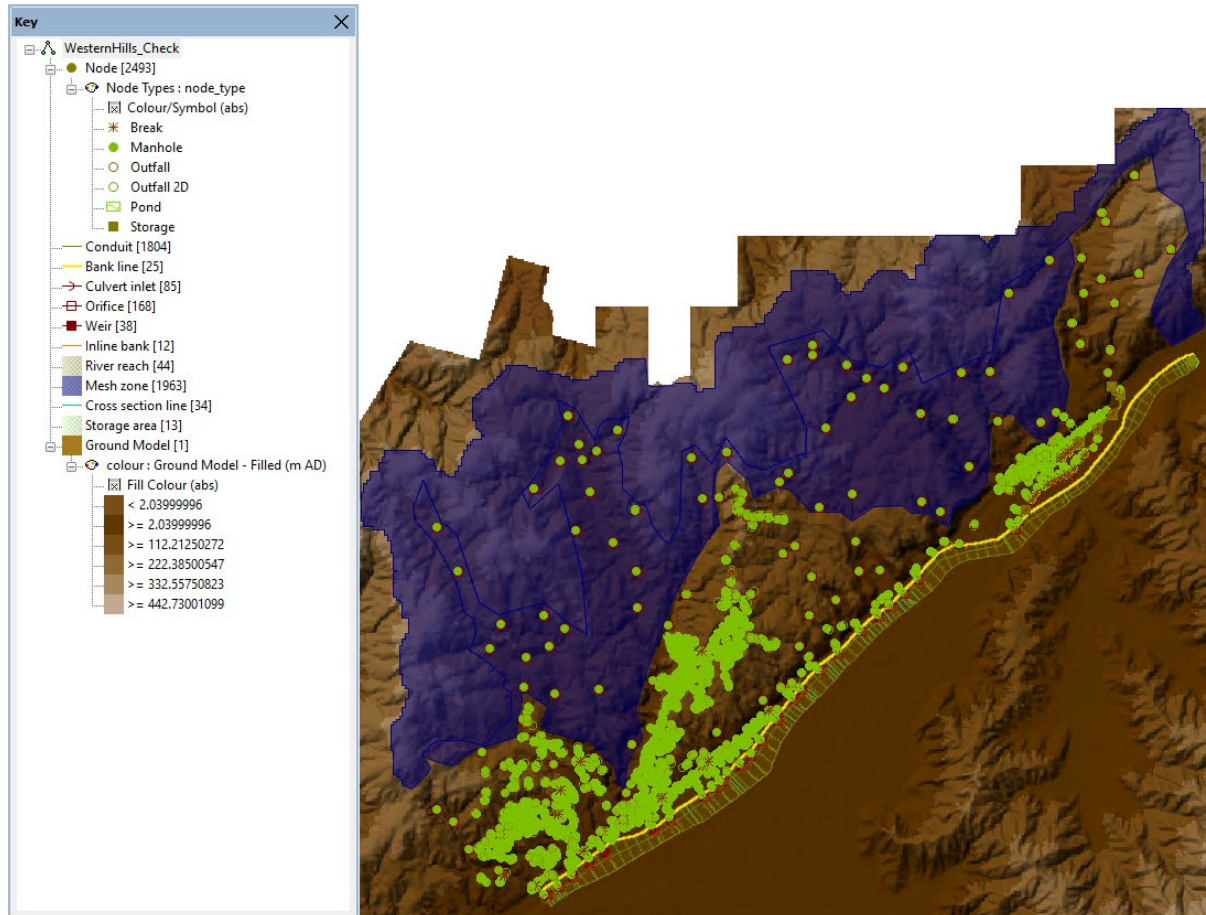 Key
WesternHills_Check
Node [2493]
Node Types : node_type
Colour/Symbol (abs)
Break
Manhole
Outfall
Outfall 2D
Pond
Storage
Conduit [1804]
Bank line [25]
Culvert inlet [85]
Orifice [168]
Weir [38]
Inline bank [12]
River reach [44]
Mesh zone [1963]
Cross section line [34]
Storage area [13]
Ground Model [1]
colour : Ground Model - Filled (m AD)
Fill Colour (abs)
< 2.03999996
>= 2.03999996
>= 112.21250272
>= 222.38500547
>= 332.55750823
>= 442.73001099